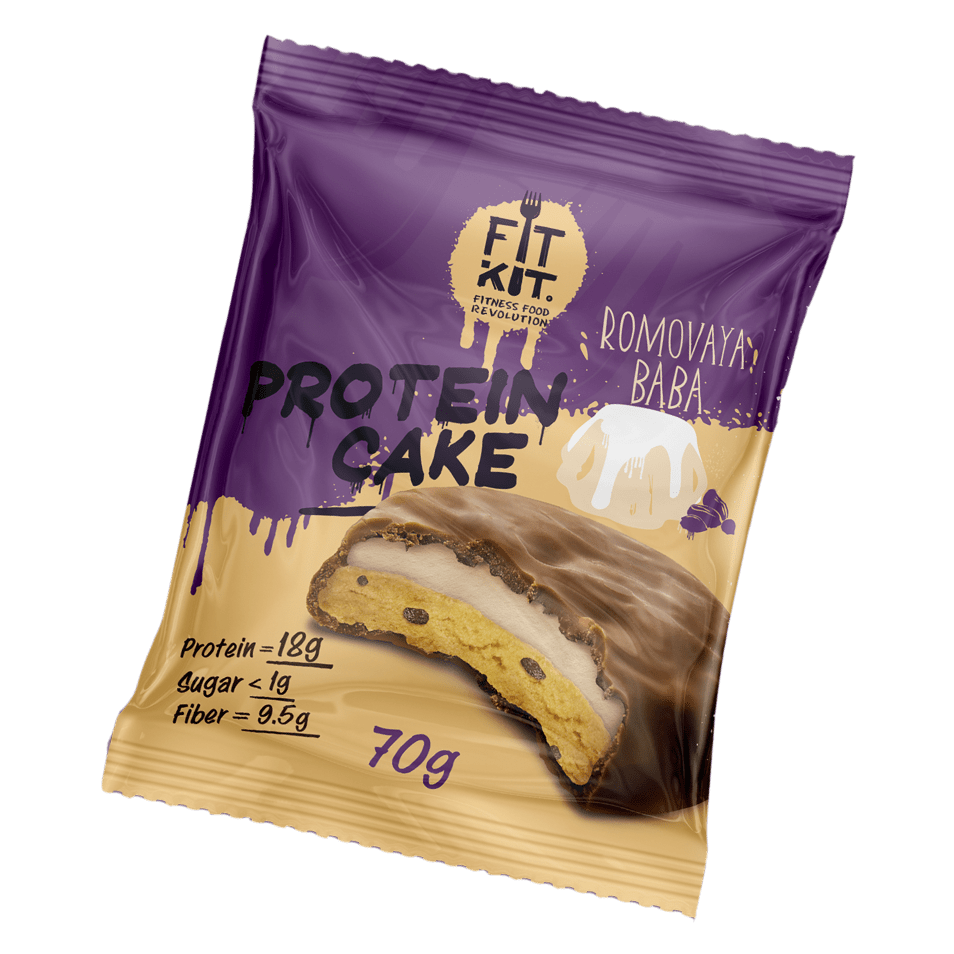 FIT
KIT.
FITNESS FOOD
REVOLUTION
ROMOVAYA
BABA
PROTEIN
CAKE
Protein = 18g
Sugar < 1g
Fiber = 9.5g
70g